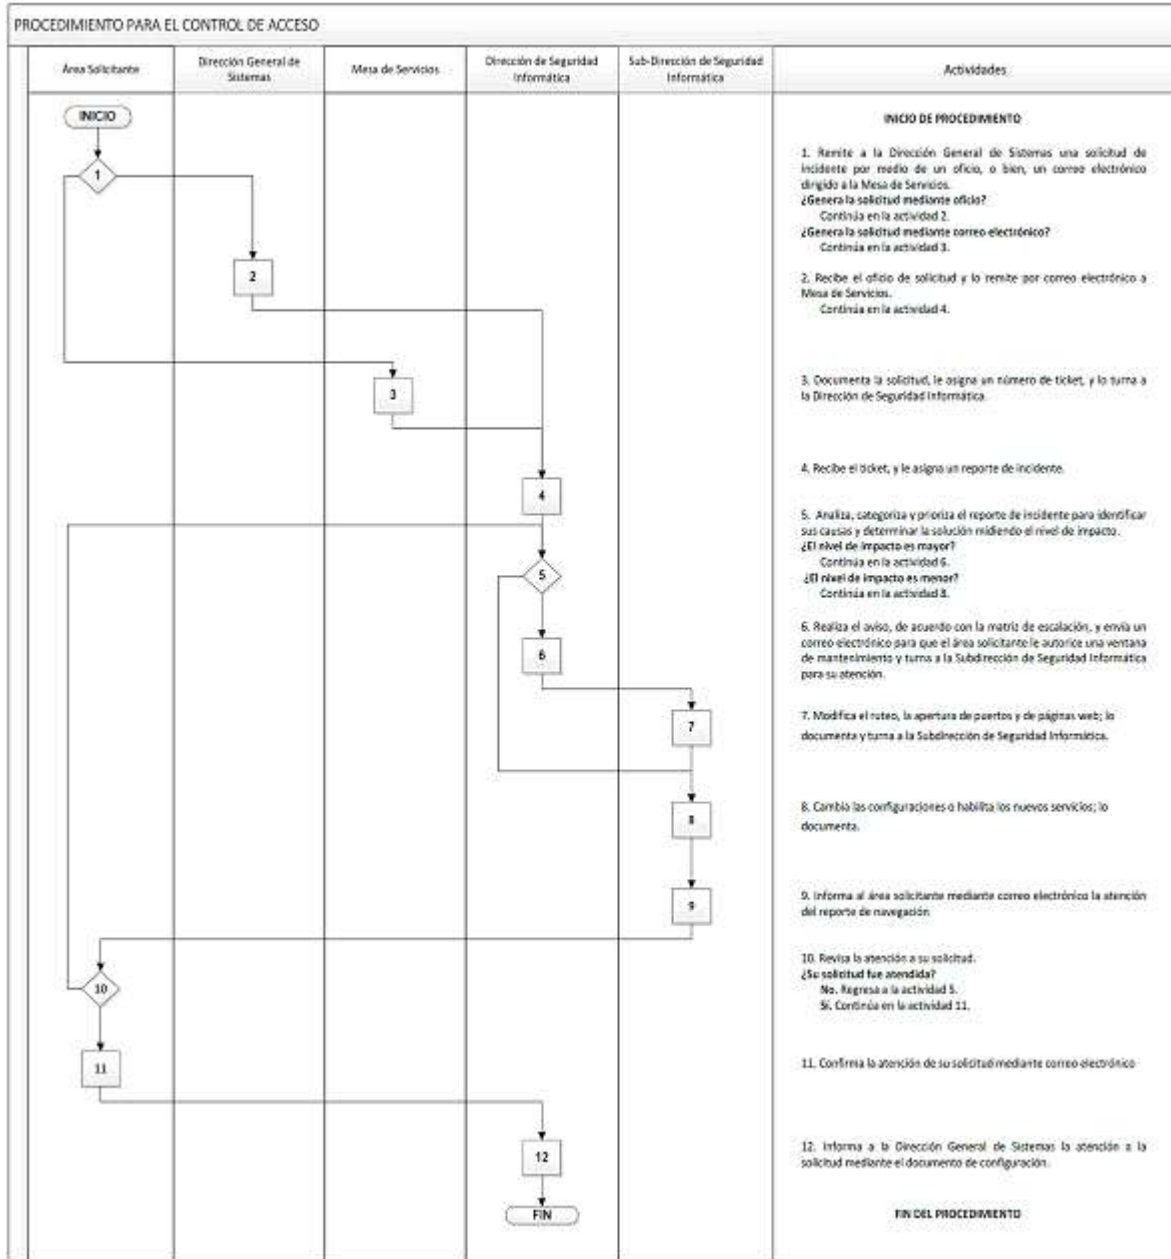 PROCEDIMIENTO PARA EL CONTROL DE ACCESO
Área Solicitante
Dirección General de
Sistemas
Mesa de Servicios
Dirección de Seguridad
Informática
Sub-Dirección de Seguridad
Informática
Actividades
INICIO
1
2
3
4
5
6
7
8
9
10
11
12
FIN
INICIO DE PROCEDIMIENTO
1. Remite a la Dirección General de Sistemas una solicitud de
incidente por medio de un oficio, o bien, un correo electrónico
dirigido a la Mesa de Servicios.
¿Genera la solicitud mediante oficio?
Continúa en la actividad 2.
¿Genera la solicitud mediante correo electrónico?
Continúa en la actividad 3.
2. Recibe el oficio de solicitud y lo remite por correo electrónico a
Mesa de Servicios.
Continúa en la actividad 4.
3. Documenta la solicitud, le asigna un número de ticket, y lo turna a
la Dirección de Seguridad Informática.
4. Recibe el ticket, y le asigna un reporte de incidente.
5. Analiza, categoriza y prioriza el reporte de incidente para identificar
sus causas y determinar la solución midiendo el nivel de impacto.
¿El nivel de impacto es mayor?
Continúa en la actividad 6.
¿El nivel de impacto es menor?
Continúa en la actividad 8.
6. Realiza el aviso, de acuerdo con la matriz de escalación, y envía un
correo electrónico para que el área solicitante le autorice una ventana
de mantenimiento y turna a la Subdirección de Seguridad Informática
para su atención.
7. Modifica el ruteo, la apertura de puertos y de páginas web; lo
documenta y turna a la Subdirección de Seguridad Informática.
8. Cambia las configuraciones o habilita los nuevos servicios; lo
documenta.
9. Informa al área solicitante mediante correo electrónico la atención
del reporte de navegación
10. Revisa la atención a su solicitud.
¿Su solicitud fue atendida?
No. Regresa a la actividad 5.
Sí. Continúa en la actividad 11.
11. Confirma la atención de su solicitud mediante correo electrónico
12. Informa a la Dirección General de Sistemas la atención a la
solicitud mediante el documento de configuración.
FIN DEL PROCEDIMIENTO